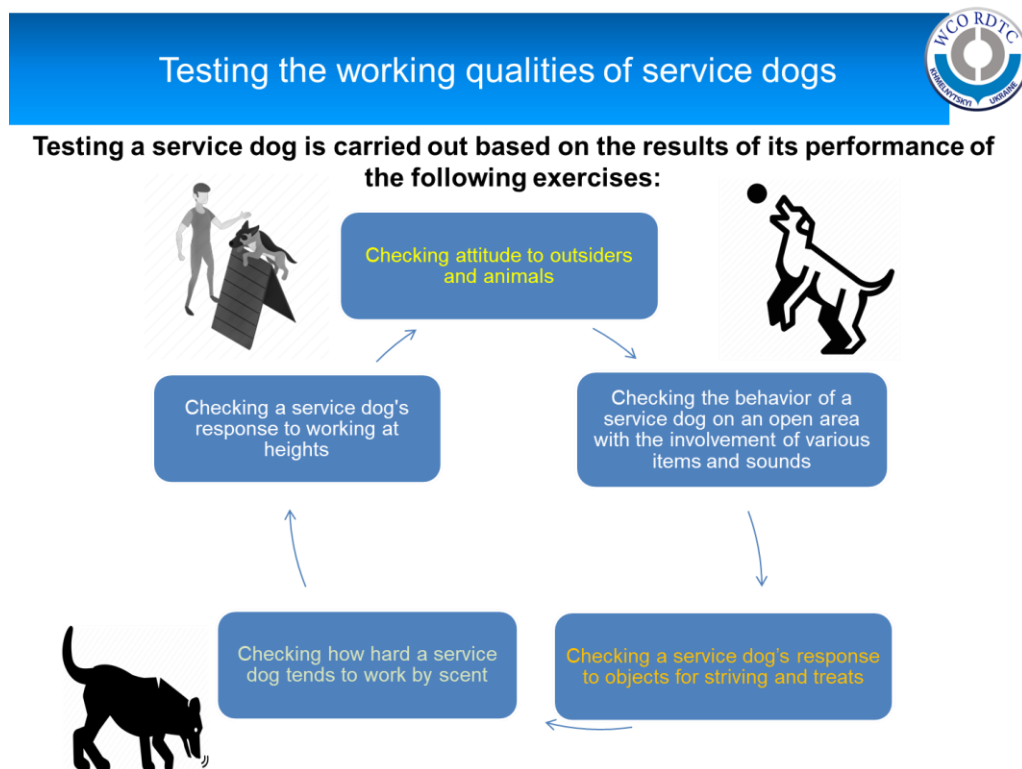 Testing the working qualities of service dogs
WCO RDTC
KHMELNYTSKYI UKRAINE
Testing a service dog is carried out based on the results of its performance of
the following exercises:
Checking attitude to outsiders
and animals
Checking the behavior of a
service dog on an open area
with the involvement of various
items and sounds
Checking a service dog’s response
to objects for striving and treats
Checking how hard a service
dog tends to work by scent
Checking a service dog's
response to working at
heights